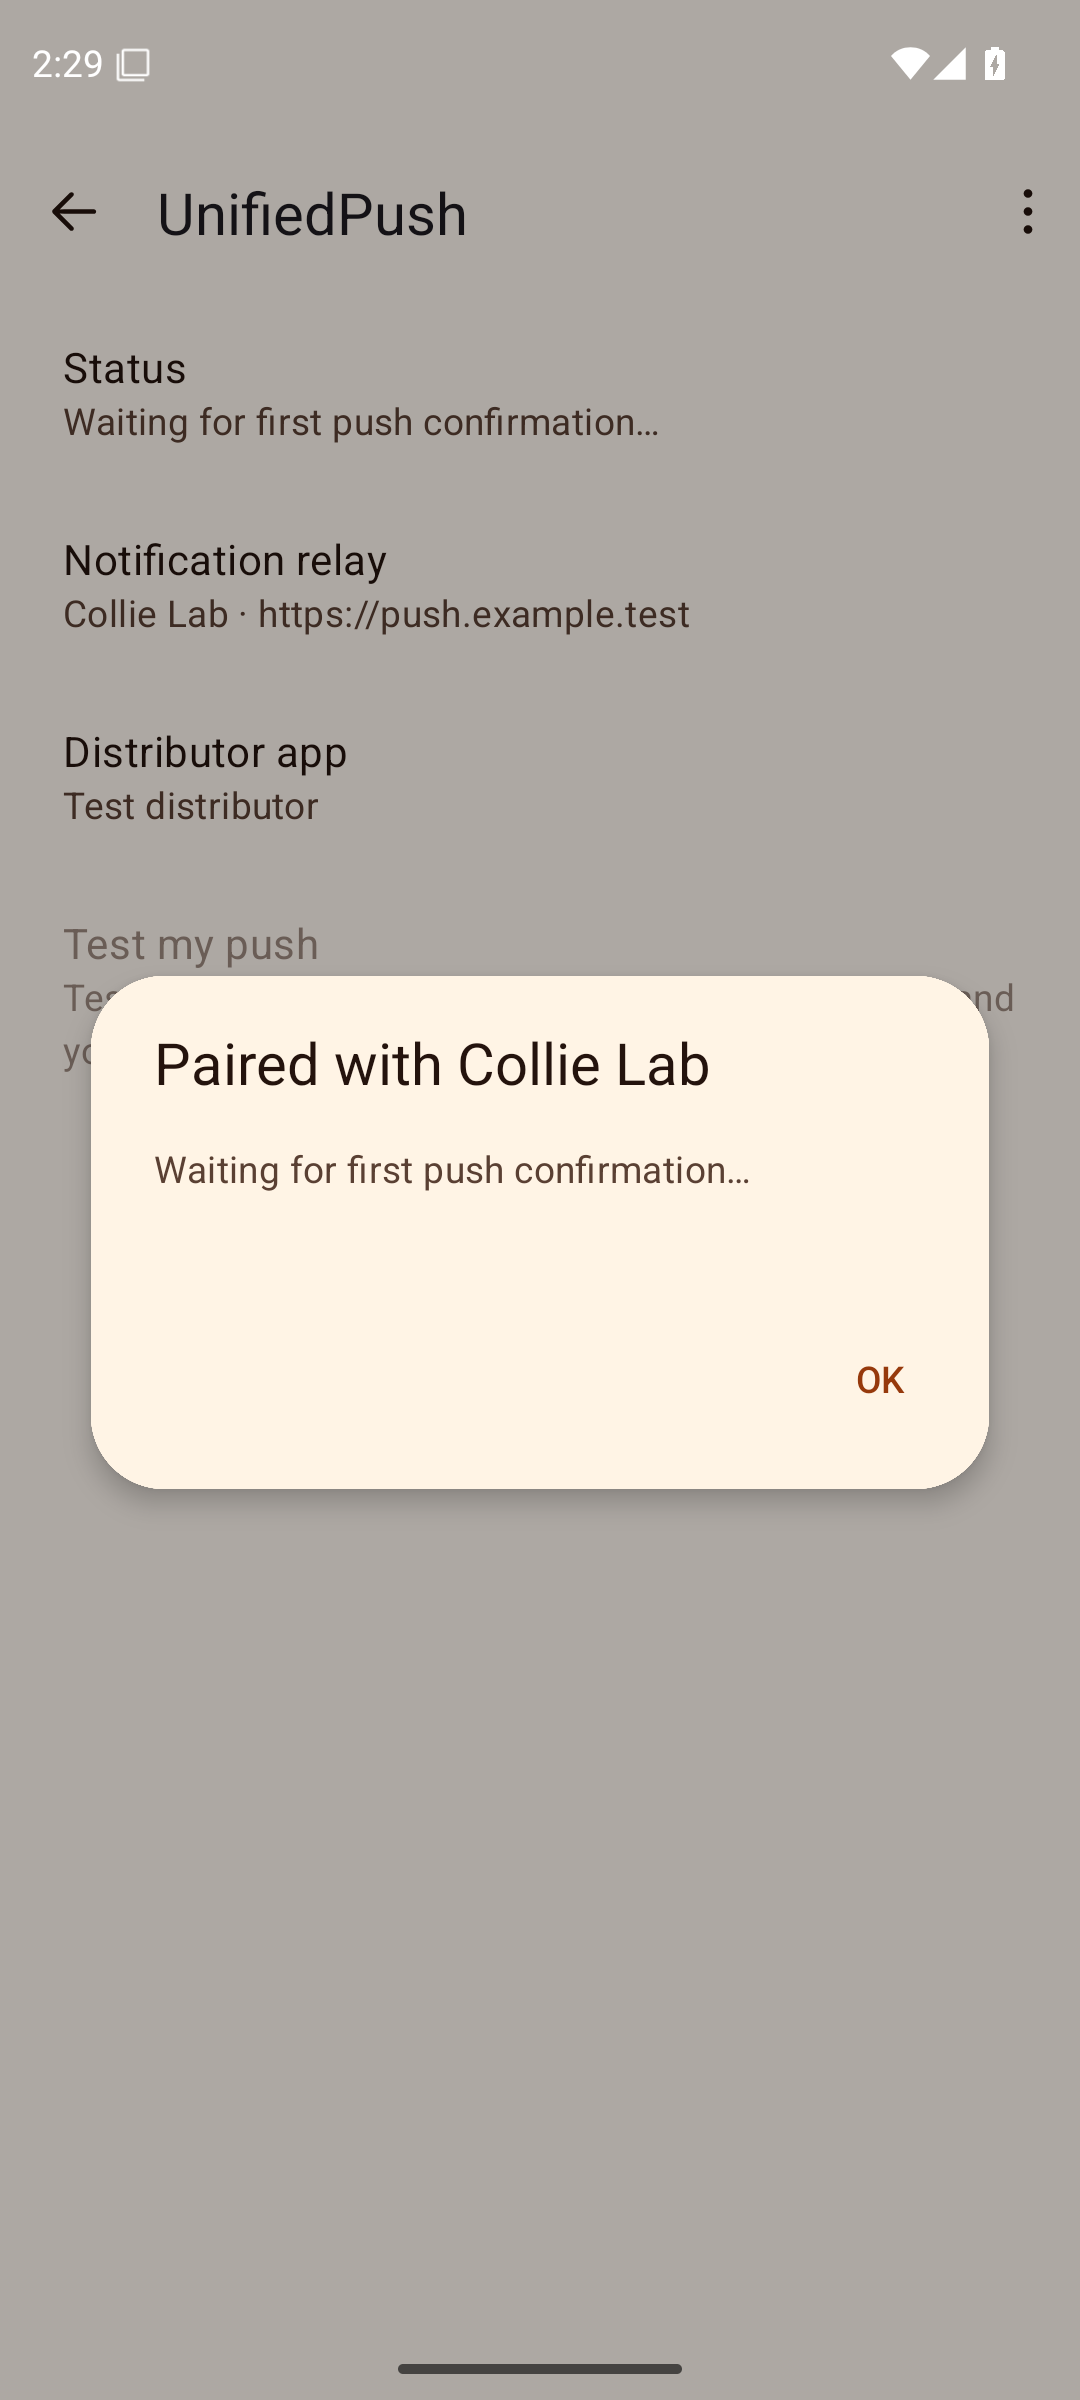 2:29
UnifiedPush
Status
Waiting for first push confirmation…
Notification relay
Collie Lab · https://push.example.test
Distributor app
Test distributor
Test my push
Paired with Collie Lab
Waiting for first push confirmation…
OK